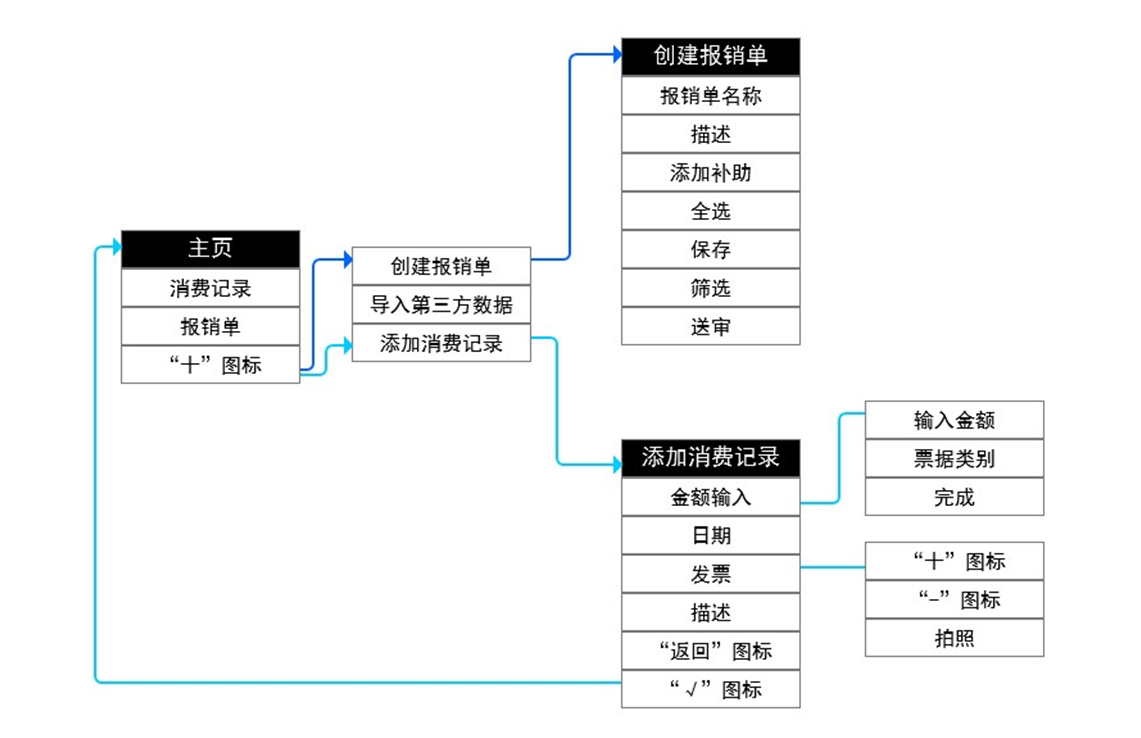 主页
消费记录
报销单
“十”图标
创建报销单
导入第三方数据
添加消费记录
创建报销单
报销单名称
描述
添加补助
全选
保存
筛选
送审
添加消费记录
金额输入
日期
发票
描述
“返回”图标
“√”图标
输入金额
票据类别
完成
“十”图标
“-”图标
拍照